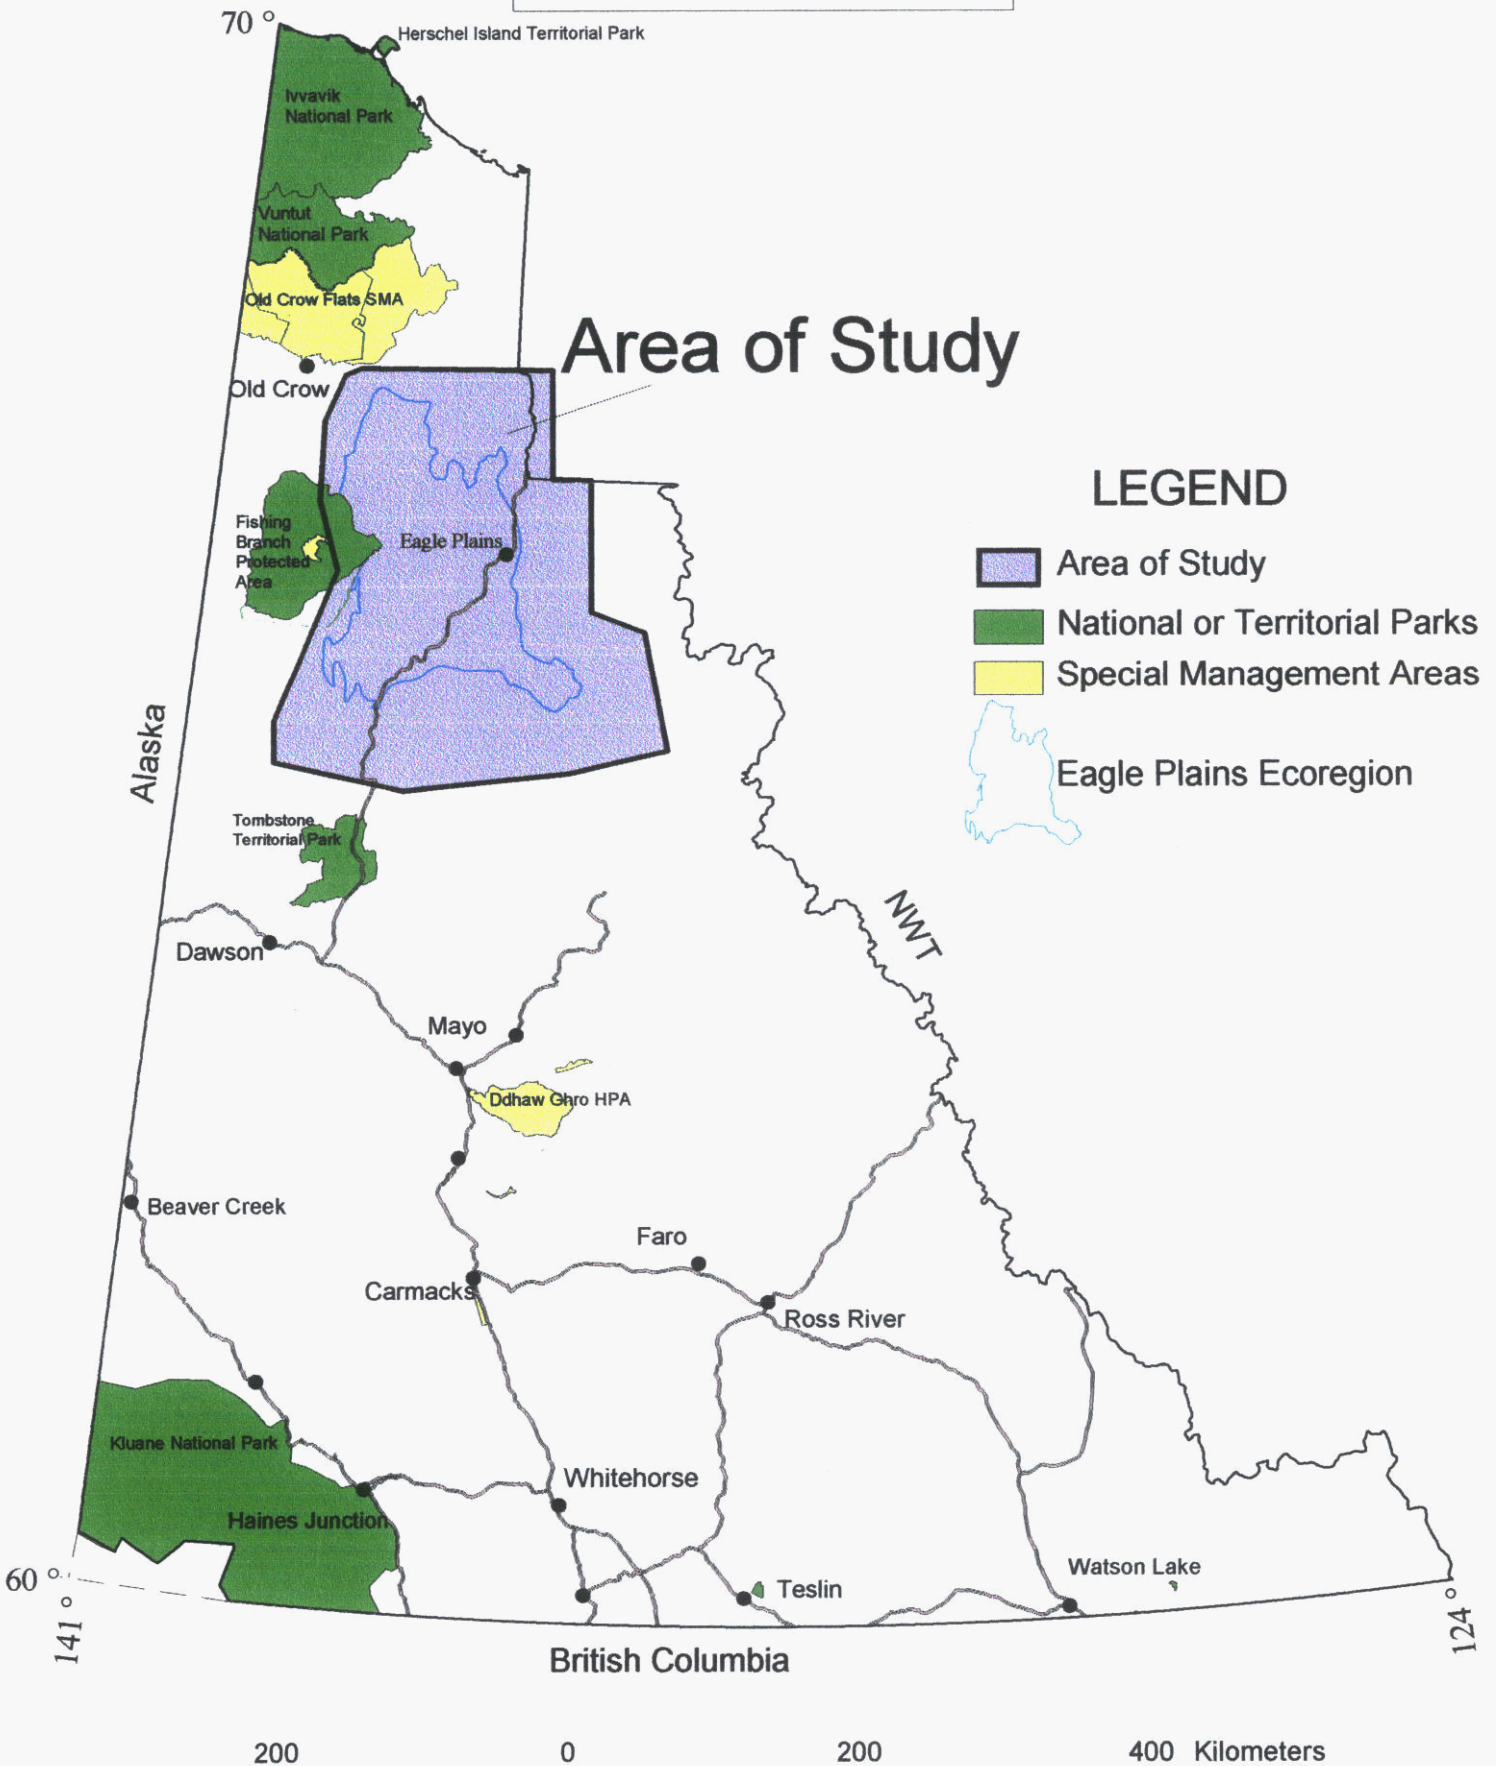 70 °
Herschel Island Territorial Park
Ivvavik
National Park
Vuntut
National Park
Old Crow Flats SMA
Area of Study
Old Crow
LEGEND
Fishing
Branch
Protected
Area
Eagle Plains
Area of Study
National or Territorial Parks
Special Management Areas
Eagle Plains Ecoregion
Alaska
Tombstone
Territorial Park
NWT
Dawson
Mayo
Ddhaw Ghro HPA
Beaver Creek
Faro
Carmacks
Ross River
Kluane National Park
Whitehorse
Haines Junction
Watson Lake
60 °
Teslin
141 °
124 °
British Columbia
200 0 200 400 Kilometers